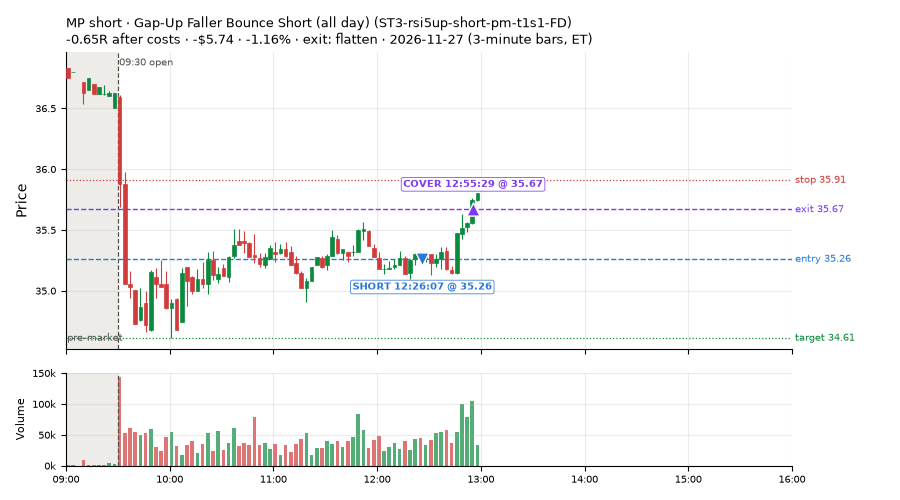 MP short · Gap-Up Faller Bounce Short (all day) (ST3-rsi5up-short-pm-t1s1-FD)
-0.65R after costs · -$5.74 · -1.16% · exit: flatten · 2026-11-27 (3-minute bars, ET)
09:30 open
36.5
36.0
35.5
35.0
Price
stop 35.91
COVER 12:55:29 @ 35.67
exit 35.67
entry 35.26
SHORT 12:26:07 @ 35.26
pre-market
target 34.61
150k
100k
50k
0k
Volume
09:00
10:00
11:00
12:00
13:00
14:00
15:00
16:00